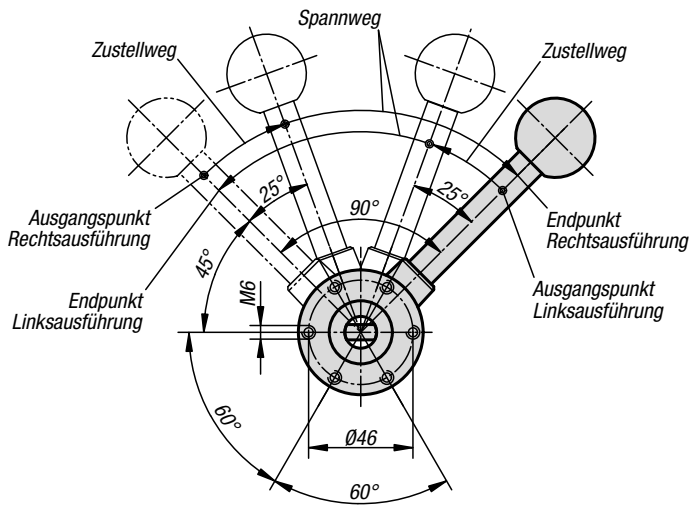 Spannweg
Zustellweg
Zustellweg
25°
25°
90°
Ausgangspunkt
Rechtsausführung
Endpunkt
Rechtsausführung
45°
Endpunkt
Linksausführung
M6
Ausgangspunkt
Linksausführung
60°
Ø46
60°